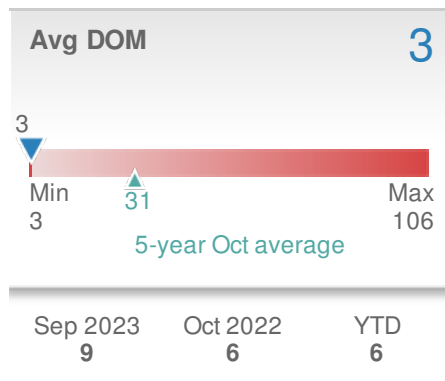 Avg DOM 3
3
Min Max
3 31 106
5-year Oct average
Sep 2023 Oct 2022 YTD
9 6 6